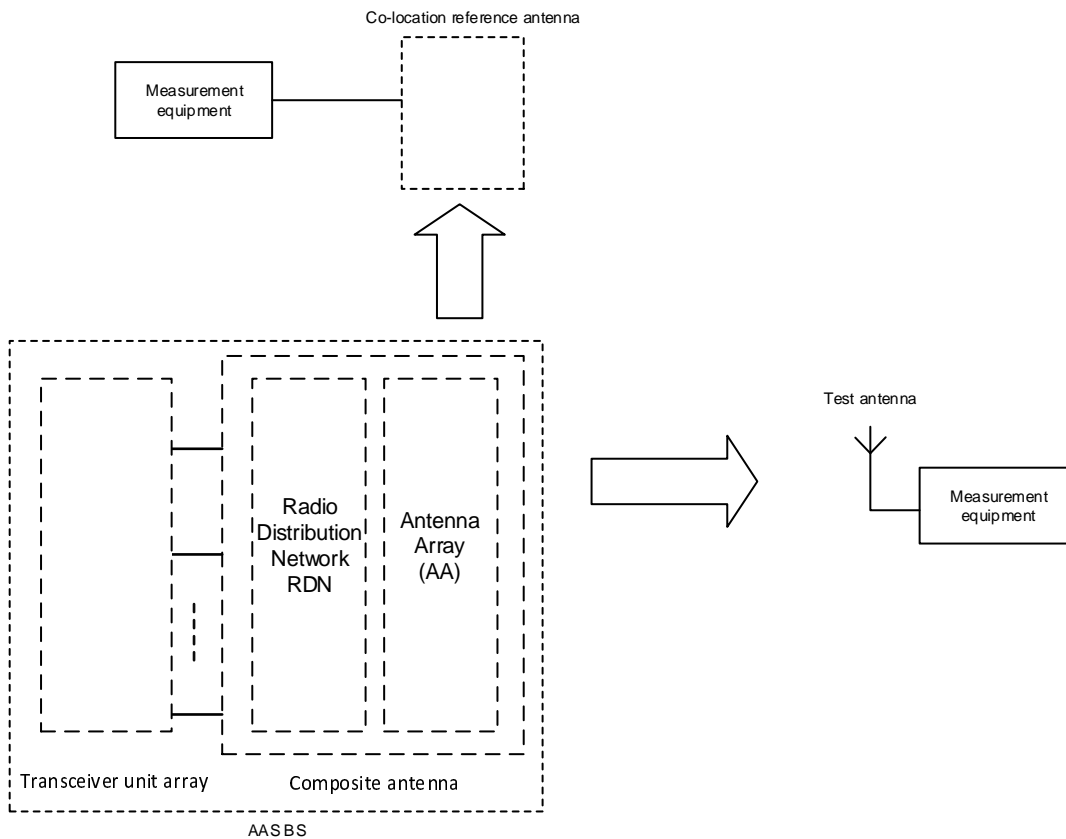 Co-location reference antenna
Measurement
equipment
Test antenna
Measurement
equipment
Radio
Distribution
Network
RDN
Antenna
Array
(AA)
Transceiver unit array
Composite antenna
AAS BS